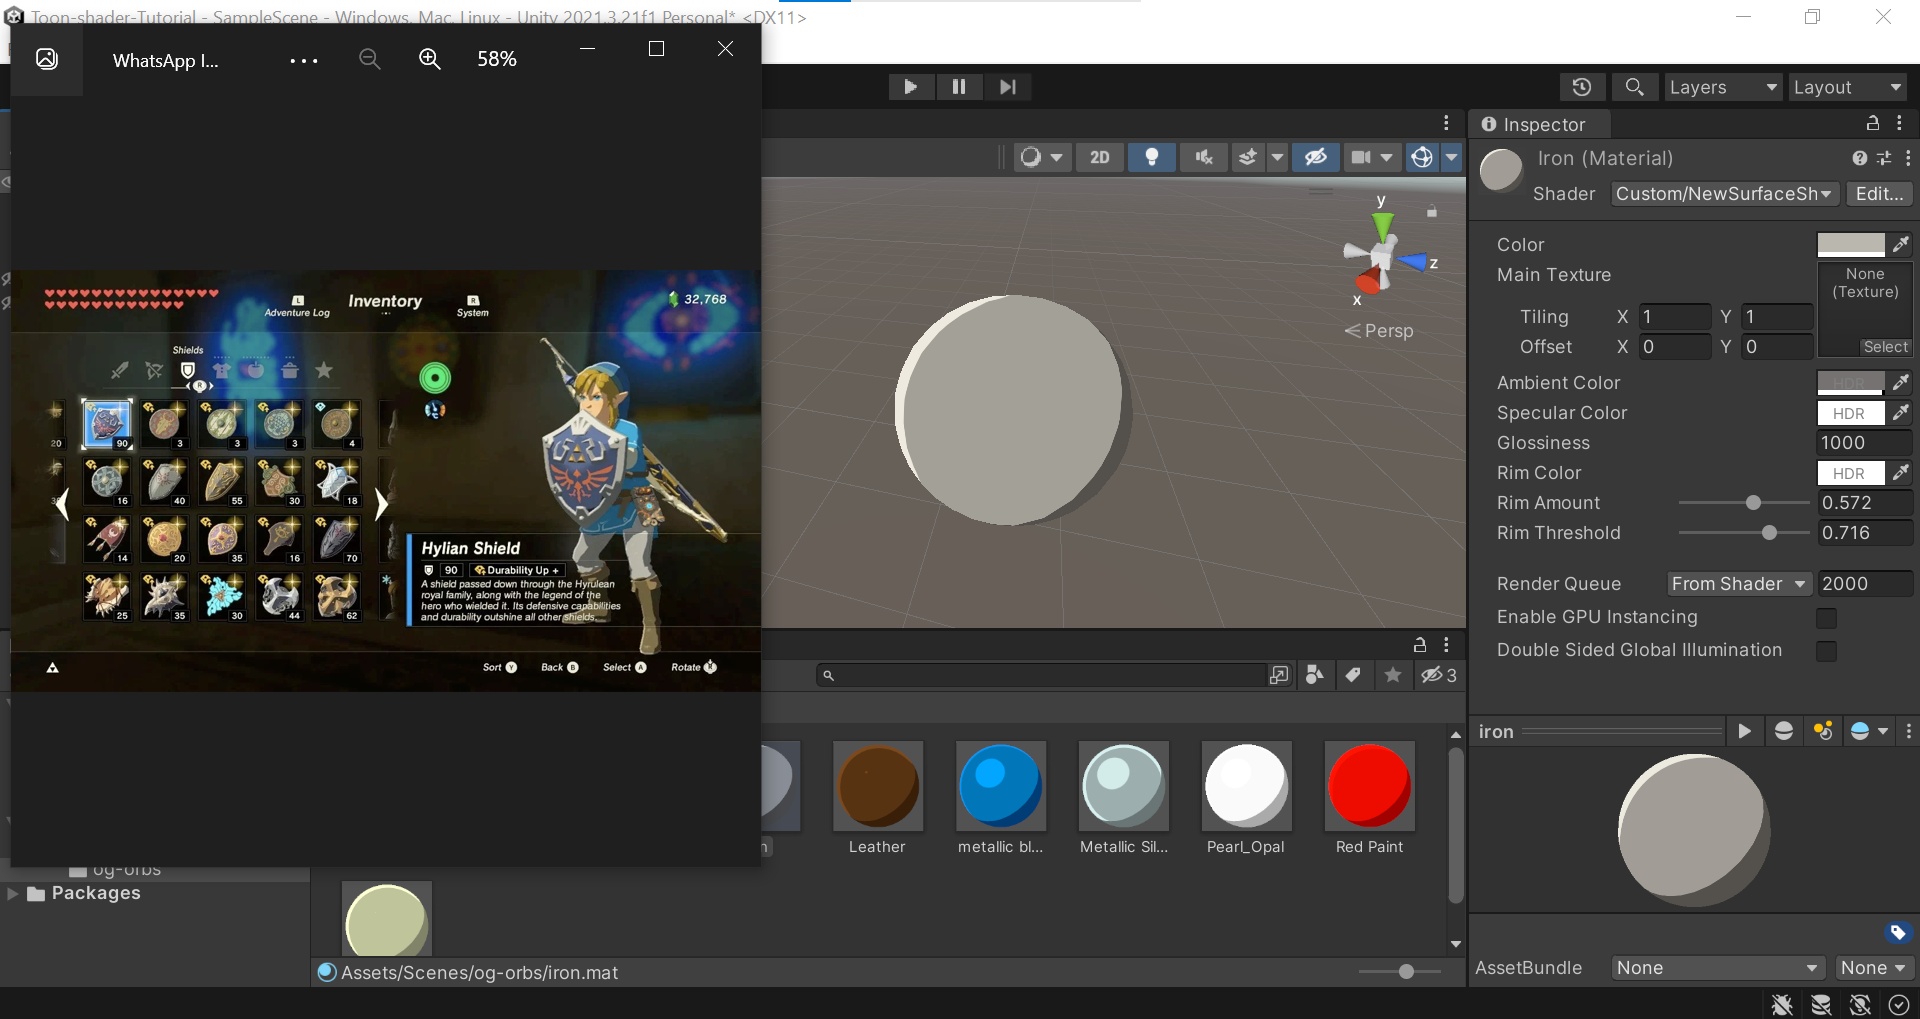 Toon-shader-Tutorial - SampleScene - Windows, Mac, Linux - Unity 2021.3.21f1 Personal* <DX11>
WhatsApp I...
58%
Layers
Layout
Inspector
2D
Iron (Material)
Shader
Custom/NewSurfaceSh
Edit...
y
z
x
Persp
Color
Main Texture
None
(Texture)
Tiling X 1 Y 1
Offset X 0 Y 0
Select
Ambient Color HDR
Specular Color HDR
Glossiness 1000
Rim Color HDR
Rim Amount 0.572
Rim Threshold 0.716
Render Queue From Shader 2000
Enable GPU Instancing
Double Sided Global Illumination
L
Adventure Log
Inventory
R
System
32,768
Shields
R
20 90 3 3 3 4
16 40 55 30 18
14 20 35 16 70
25 35 30 44 62
Hylian Shield
90 Durability Up +
A shield passed down through the Hyrulean
royal family, along with the legend of the
hero who wielded it. Its defensive capabilities
and durability outshine all other shields.
Sort Y Back B Select A Rotate R
3
Leather
metallic bl...
Metallic Sil...
Pearl_Opal
Red Paint
og-orbs
Packages
Assets/Scenes/og-orbs/iron.mat
iron
AssetBundle None None